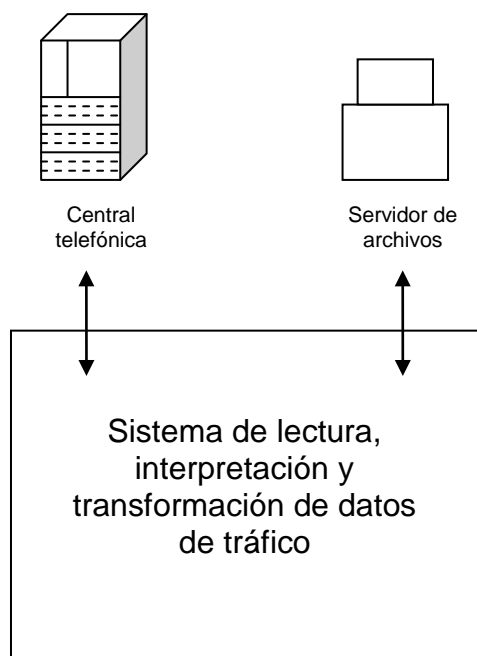 Central
telefónica
Servidor de
archivos
Sistema de lectura,
interpretación y
transformación de datos
de tráfico